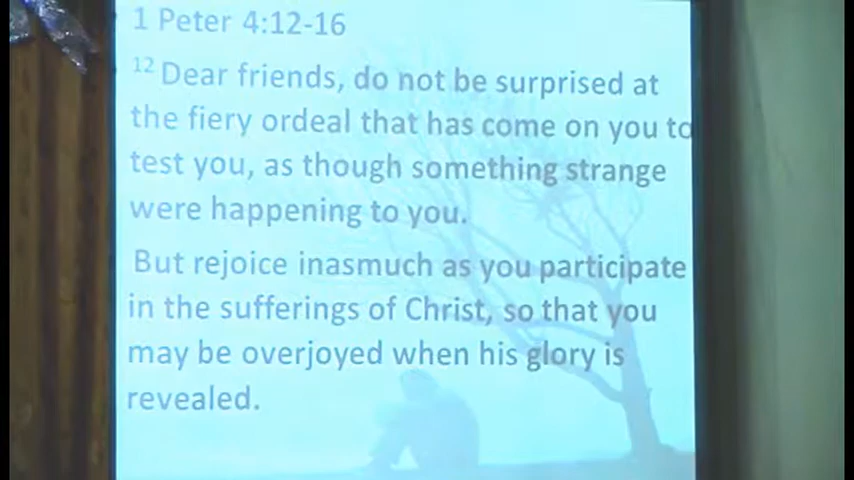 1 Peter 4:12-16
12 Dear friends, do not be surprised at
the fiery ordeal that has come on you to
test you, as though something strange
were happening to you.
But rejoice inasmuch as you participate
in the sufferings of Christ, so that you
may be overjoyed when his glory is
revealed.